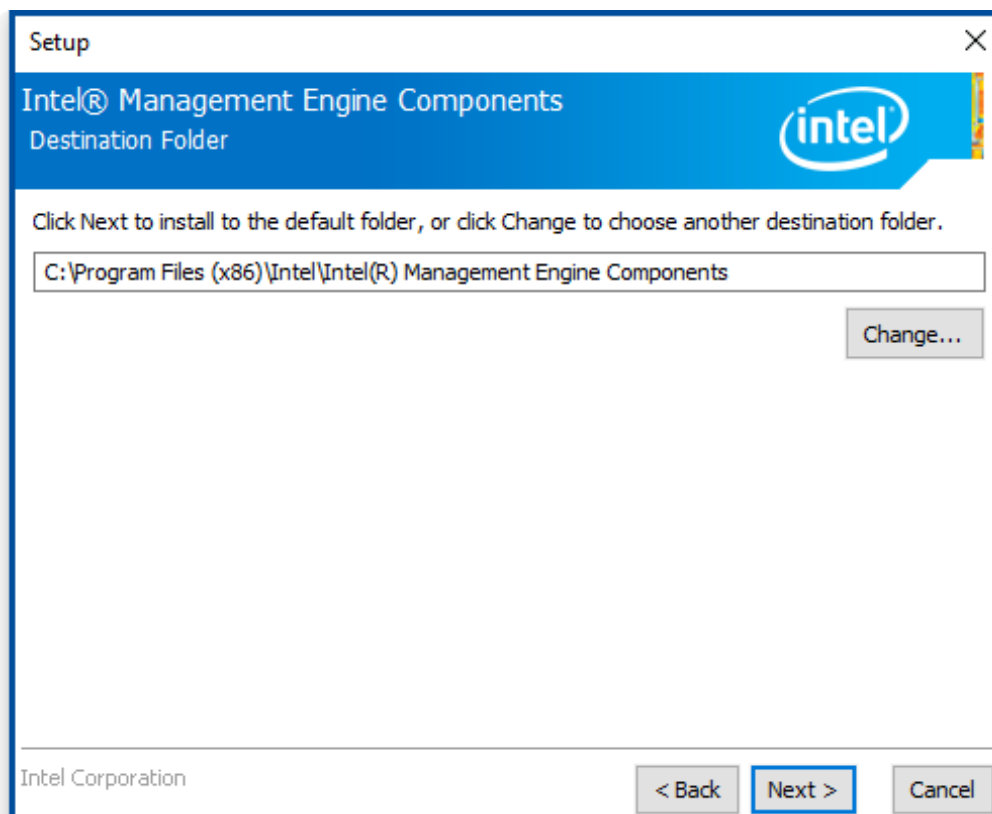 Setup
Intel® Management Engine Components
Destination Folder
intel
Click Next to install to the default folder, or click Change to choose another destination folder.
C:\Program Files (x86)\Intel\Intel(R) Management Engine Components
Change...
Intel Corporation
< Back
Next >
Cancel